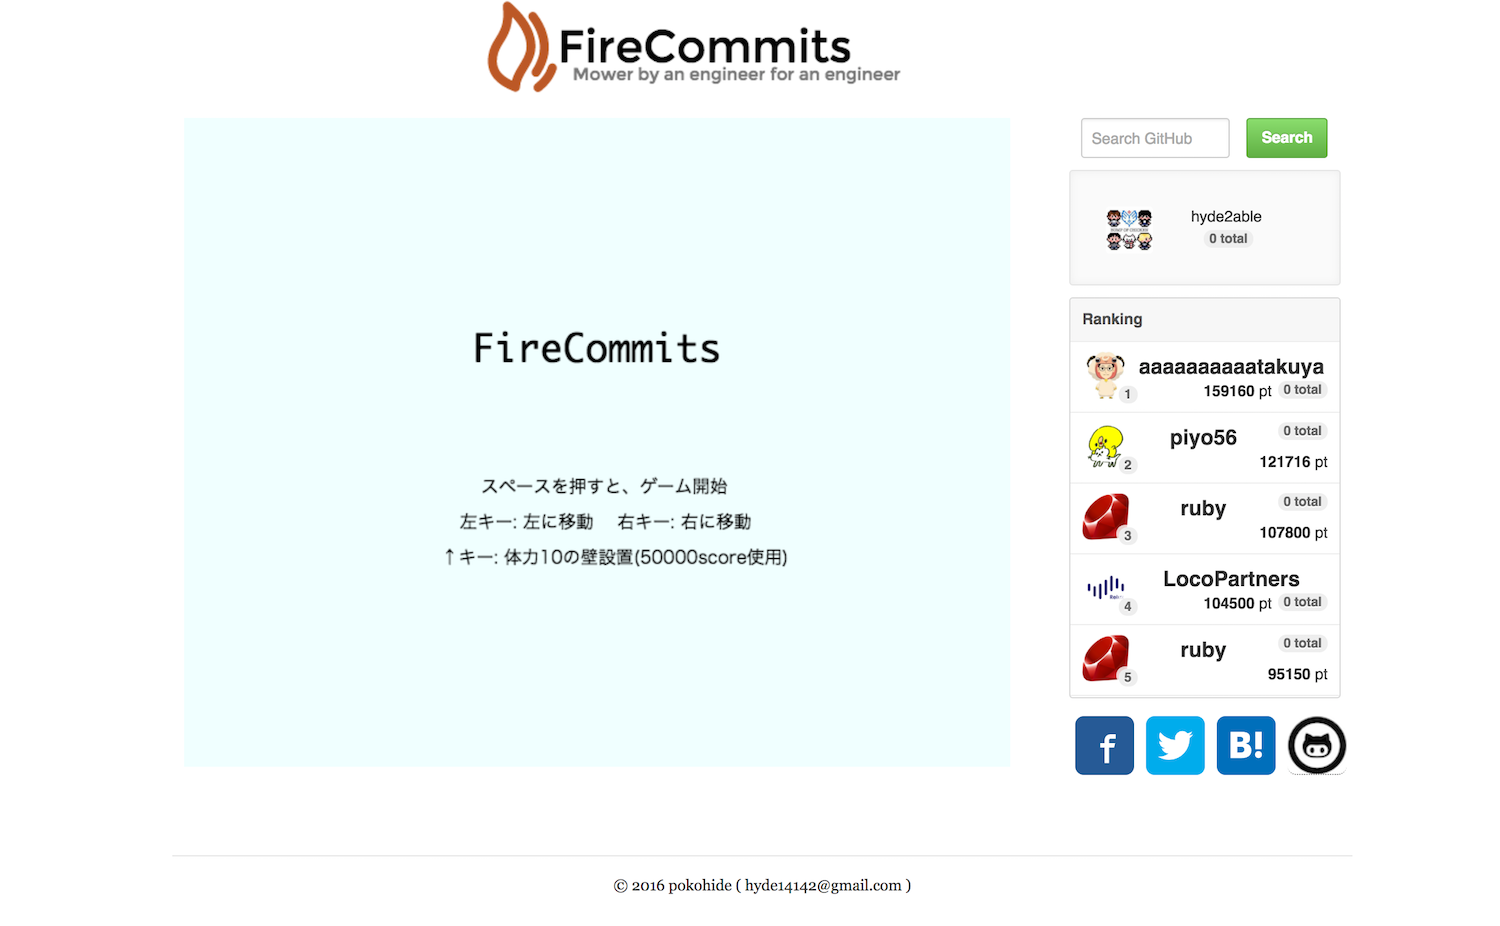 FireCommits
Mower by an engineer for an engineer
FireCommits
スペースを押すと、ゲーム開始
左キー: 左に移動 右キー: 右に移動
↑キー: 体力10の壁設置(50000score使用)
Search GitHub
Search
hyde2able
0 total
Ranking
aaaaaaaaaatakuya
1
159160 pt 0 total
piyo56
0 total
2
121716 pt
ruby
0 total
3
107800 pt
LocoPartners
4
104500 pt 0 total
ruby
0 total
5
95150 pt
f
B!
© 2016 pokohide ( hyde14142@gmail.com )